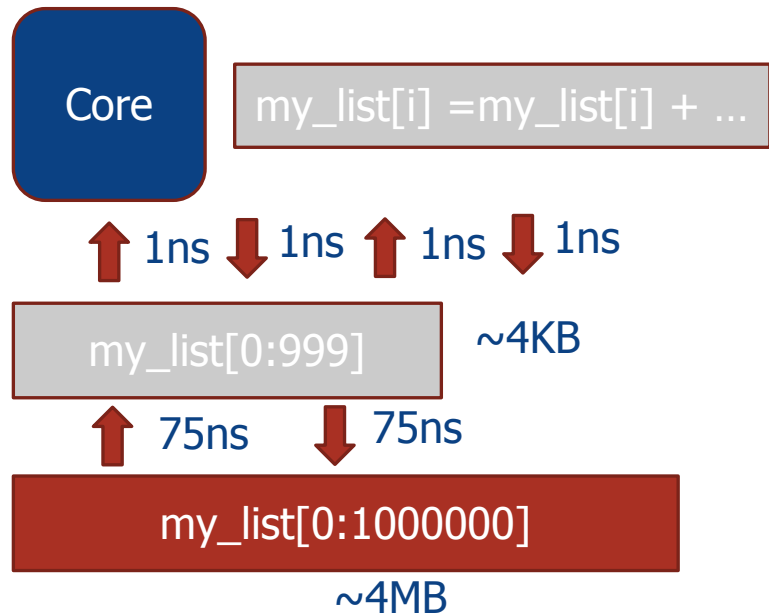 Core
my_list[i] =my_list[i] + ...
1ns 1ns 1ns 1ns
my_list[0:999]
~4KB
75ns 75ns
my_list[0:1000000]
~4MB